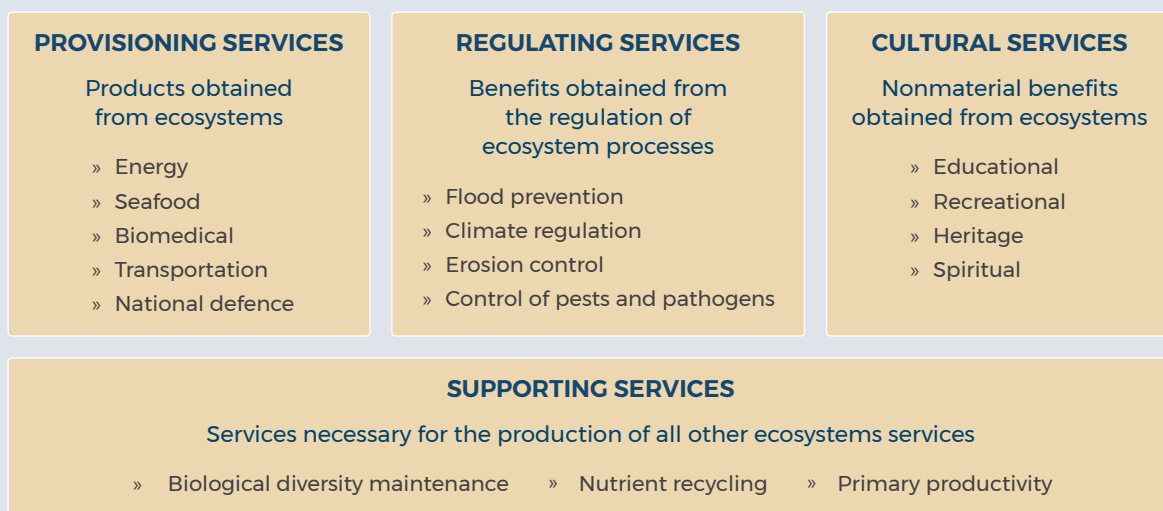 PROVISIONING SERVICES
Products obtained
from ecosystems
» Energy
» Seafood
» Biomedical
» Transportation
» National defence
REGULATING SERVICES
Benefits obtained from
the regulation of
ecosystem processes
» Flood prevention
» Climate regulation
» Erosion control
» Control of pests and pathogens
CULTURAL SERVICES
Nonmaterial benefits
obtained from ecosystems
» Educational
» Recreational
» Heritage
» Spiritual
SUPPORTING SERVICES
Services necessary for the production of all other ecosystems services
» Biological diversity maintenance » Nutrient recycling » Primary productivity